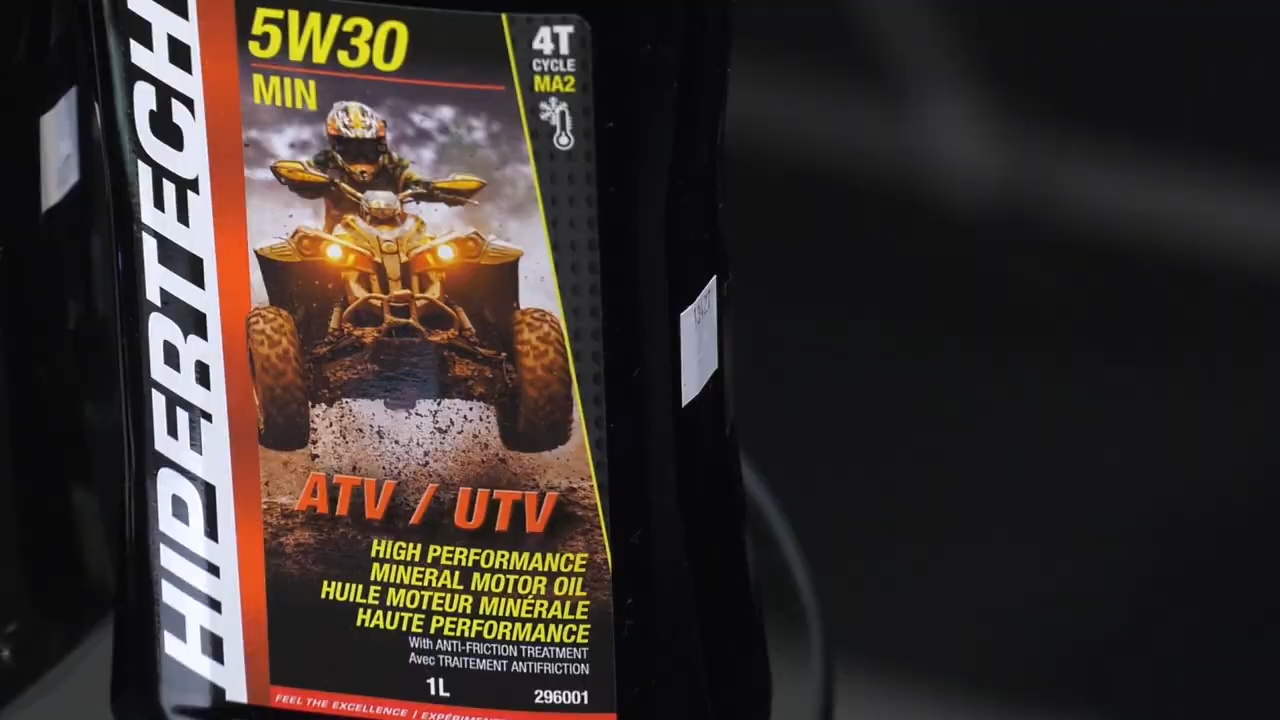 HIPERTECH
5W30
MIN
4T
CYCLE
MA2
ATV / UTV
HIGH PERFORMANCE
MINERAL MOTOR OIL
HUILE MOTEUR MINÉRALE
HAUTE PERFORMANCE
With ANTI-FRICTION TREATMENT
Avec TRAITEMENT ANTIFRICTION
1L
296001
FEEL THE EXCELLENCE /